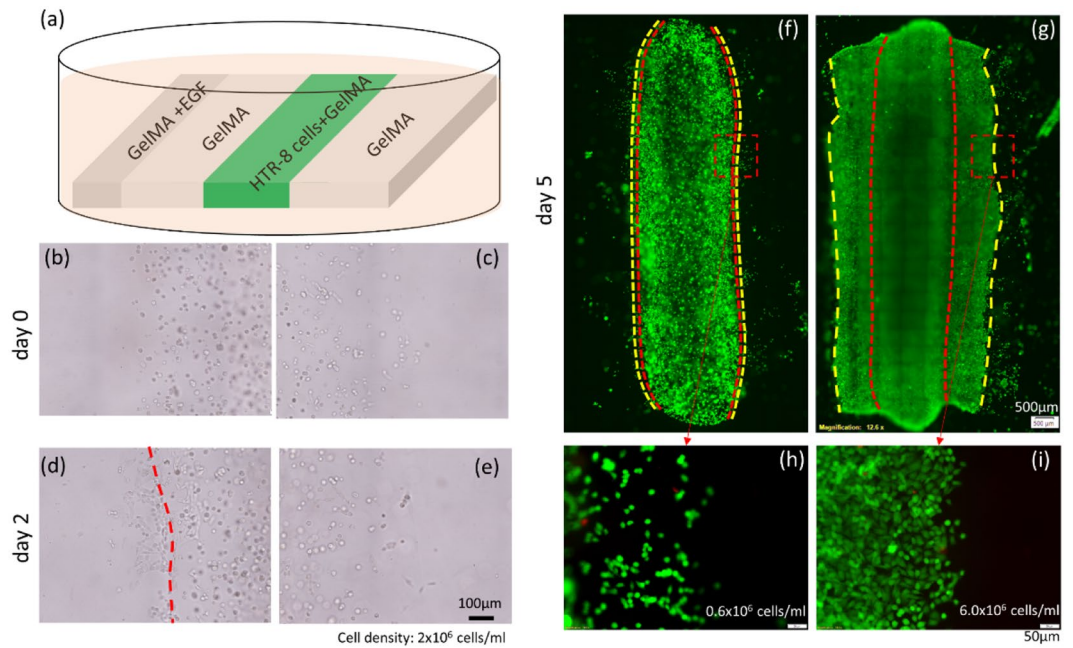 (a)
GelMA +EGF
GelMA
HTR-8 cells+GelMA
GelMA
day 0
(b)
(c)
day 2
(d)
(e)
100μm
Cell density: 2x10⁶ cells/ml
day 5
(f)
(g)
500μm
500 μm
Magnification: 12.6 x
(h)
0.6x10⁶ cells/ml
(i)
6.0x10⁶ cells/ml
50μm